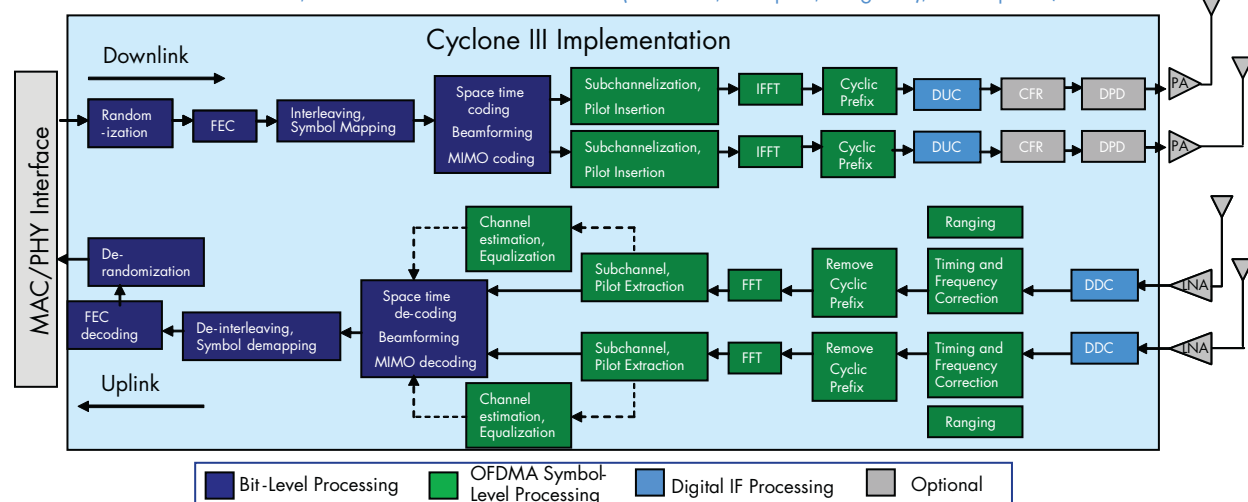 Cyclone III Implementation
Downlink
MAC/PHY Interface
Random
-ization
FEC
Interleaving,
Symbol Mapping
Space time
coding
Beamforming
MIMO coding
Subchannelization,
Pilot Insertion
IFFT
Cyclic
Prefix
DUC
CFR
DPD
PA
Subchannelization,
Pilot Insertion
IFFT
Cyclic
Prefix
DUC
CFR
DPD
PA
Channel
estimation,
Equalization
Ranging
De-
randomization
Space time
de-coding
Beamforming
MIMO decoding
Subchannel,
Pilot Extraction
FFT
Remove
Cyclic
Prefix
Timing and
Frequency
Correction
DDC
LNA
FEC
decoding
De-interleaving,
Symbol demapping
Subchannel,
Pilot Extraction
FFT
Remove
Cyclic
Prefix
Timing and
Frequency
Correction
DDC
LNA
Uplink
Channel
estimation,
Equalization
Ranging
Bit-Level Processing
OFDMA Symbol-
Level Processing
Digital IF Processing
Optional